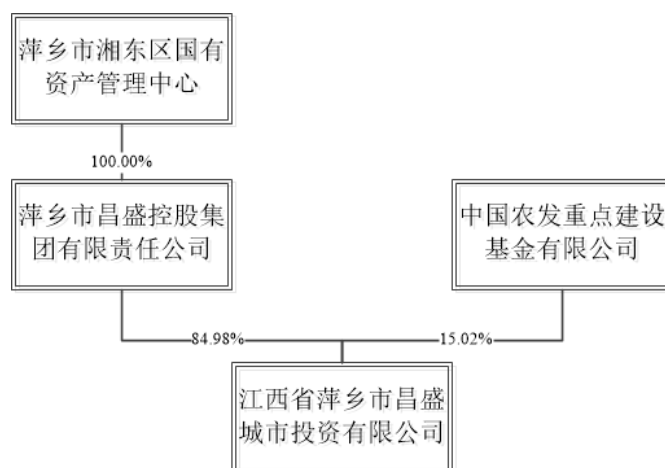 萍乡市湘东区国有
资产管理中心
100.00%
萍乡市昌盛控股集
团有限责任公司
中国农发重点建设
基金有限公司
84.98%
15.02%
江西省萍乡市昌盛
城市投资有限公司